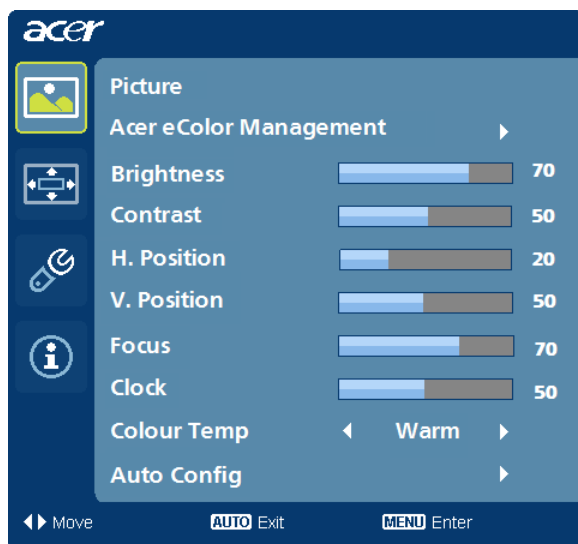 acer
Picture
Acer eColor Management
Brightness 70
Contrast 50
H. Position 20
V. Position 50
Focus 70
Clock 50
Colour Temp Warm
Auto Config
Move AUTO Exit MENU Enter